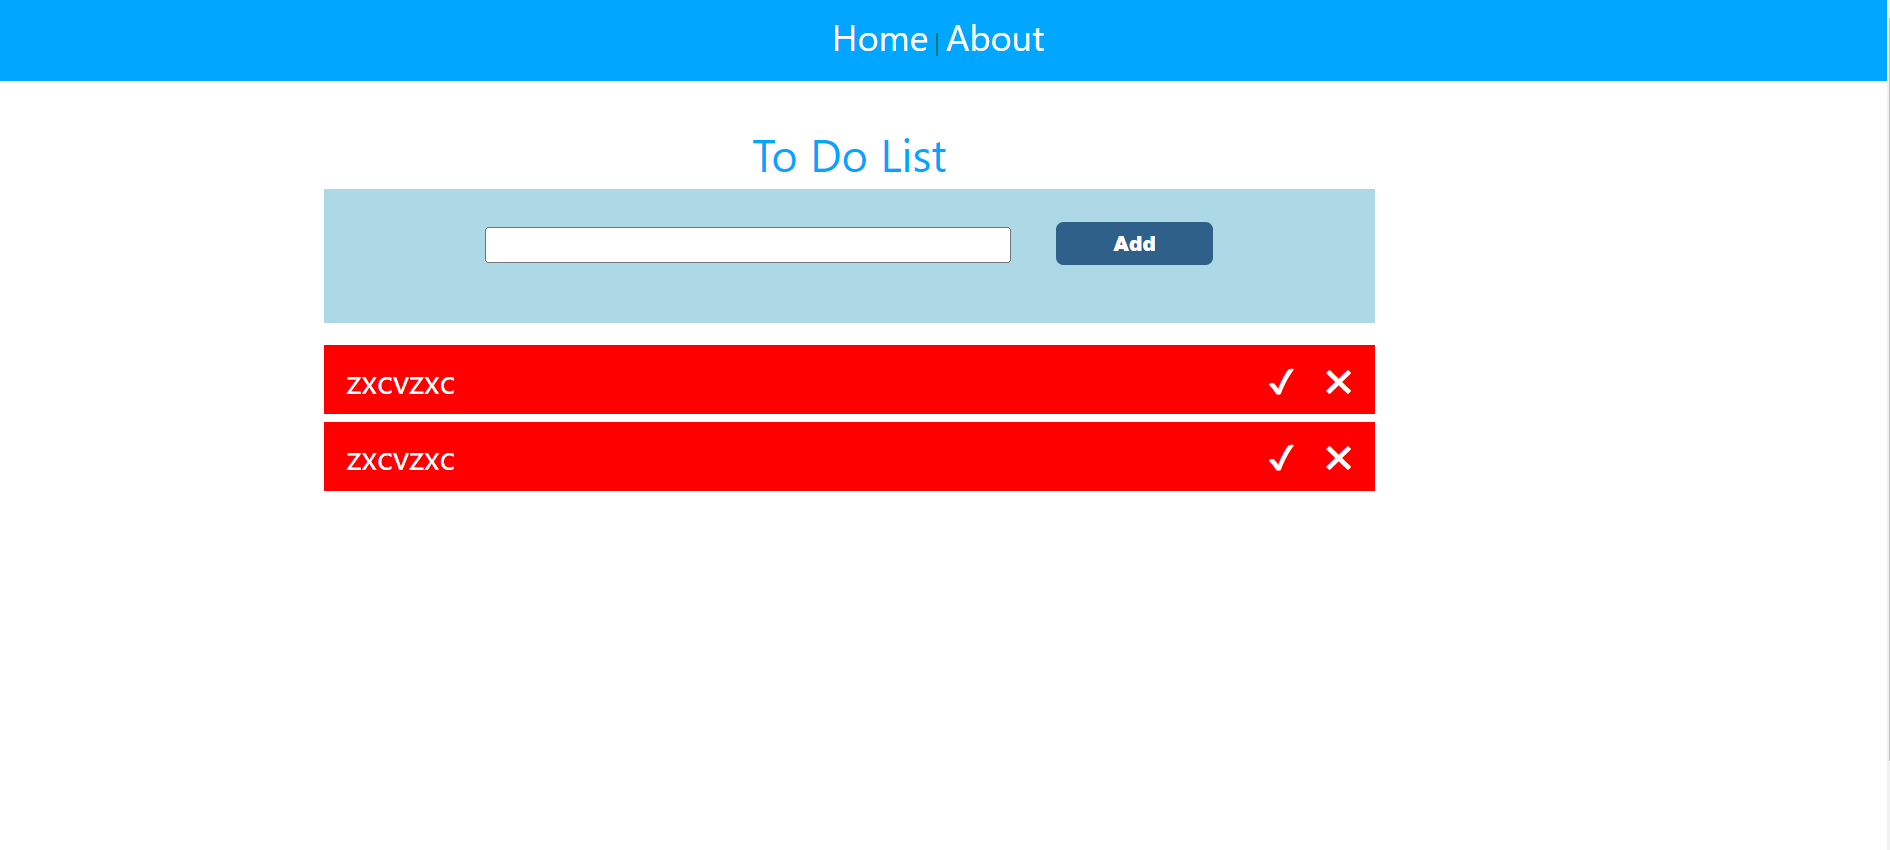 Home | About
To Do List
Add
zxcvzxc ✓ ✕
zxcvzxc ✓ ✕